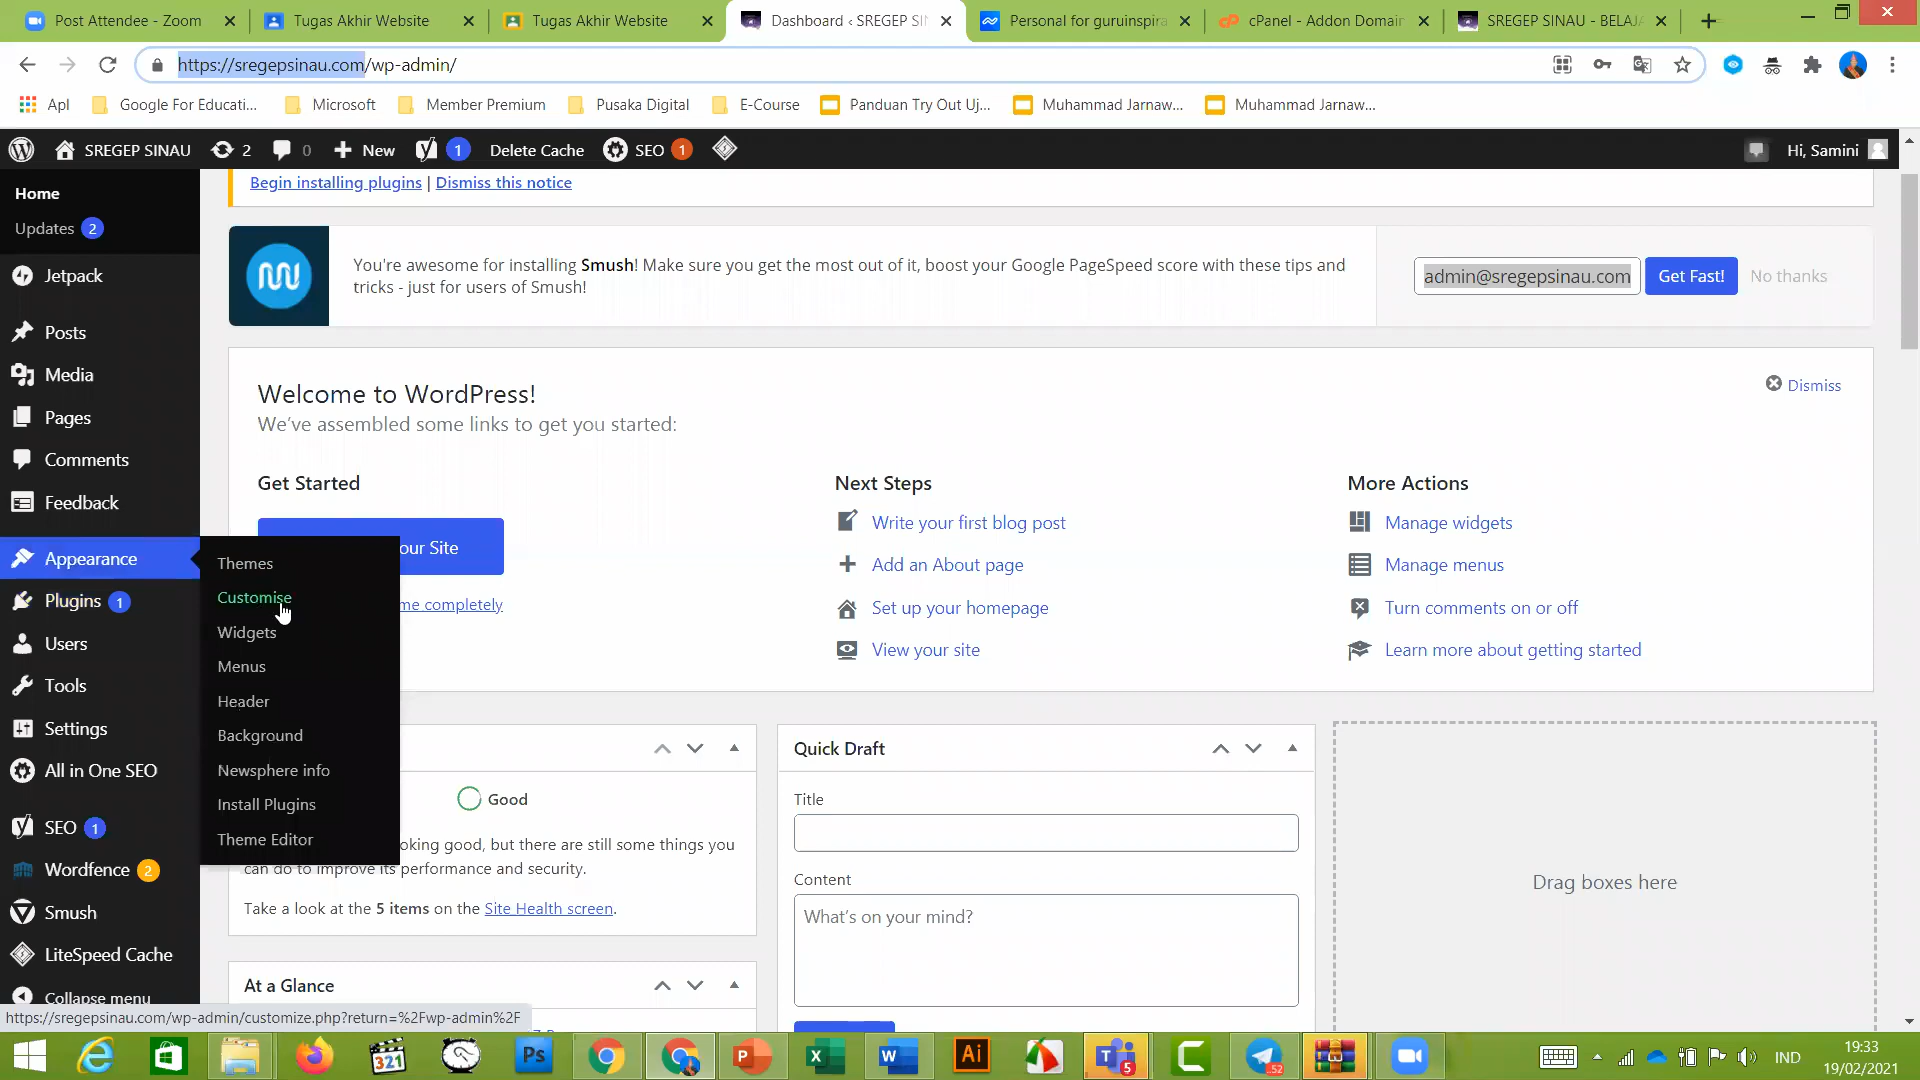 Post Attendee - Zoom
Tugas Akhir Website
Tugas Akhir Website
Dashboard ‹ SREGEP SIN
Personal for guruinspira
cPanel - Addon Domain
SREGEP SINAU - BELAJ
https://sregepsinau.com/wp-admin/
Apl
Google For Educati...
Microsoft
Member Premium
Pusaka Digital
E-Course
Panduan Try Out Uj...
Muhammad Jarnaw...
Muhammad Jarnaw...
SREGEP SINAU
2
0
New
1
Delete Cache
SEO 1
Hi, Samini
Home
Updates 2
Jetpack
Posts
Media
Pages
Comments
Feedback
Appearance
Plugins 1
Users
Tools
Settings
All in One SEO
SEO 1
Wordfence 2
Smush
LiteSpeed Cache
Collapse menu
Themes
Customise
Widgets
Menus
Header
Background
Newsphere info
Install Plugins
Theme Editor
Begin installing plugins | Dismiss this notice
You're awesome for installing Smush! Make sure you get the most out of it, boost your Google PageSpeed score with these tips and
tricks - just for users of Smush!
admin@sregepsinau.com
Get Fast!
No thanks
Welcome to WordPress!
We've assembled some links to get you started:
Dismiss
Get Started
our Site
me completely
Next Steps
Write your first blog post
Add an About page
Set up your homepage
View your site
More Actions
Manage widgets
Manage menus
Turn comments on or off
Learn more about getting started
Good
oking good, but there are still some things you
can do to improve its performance and security.
Take a look at the 5 items on the Site Health screen.
At a Glance
Quick Draft
Title
Content
What's on your mind?
Drag boxes here
https://sregepsinau.com/wp-admin/customize.php?return=%2Fwp-admin%2F
321
Ps
Ai
5
52
IND
19:33
19/02/2021